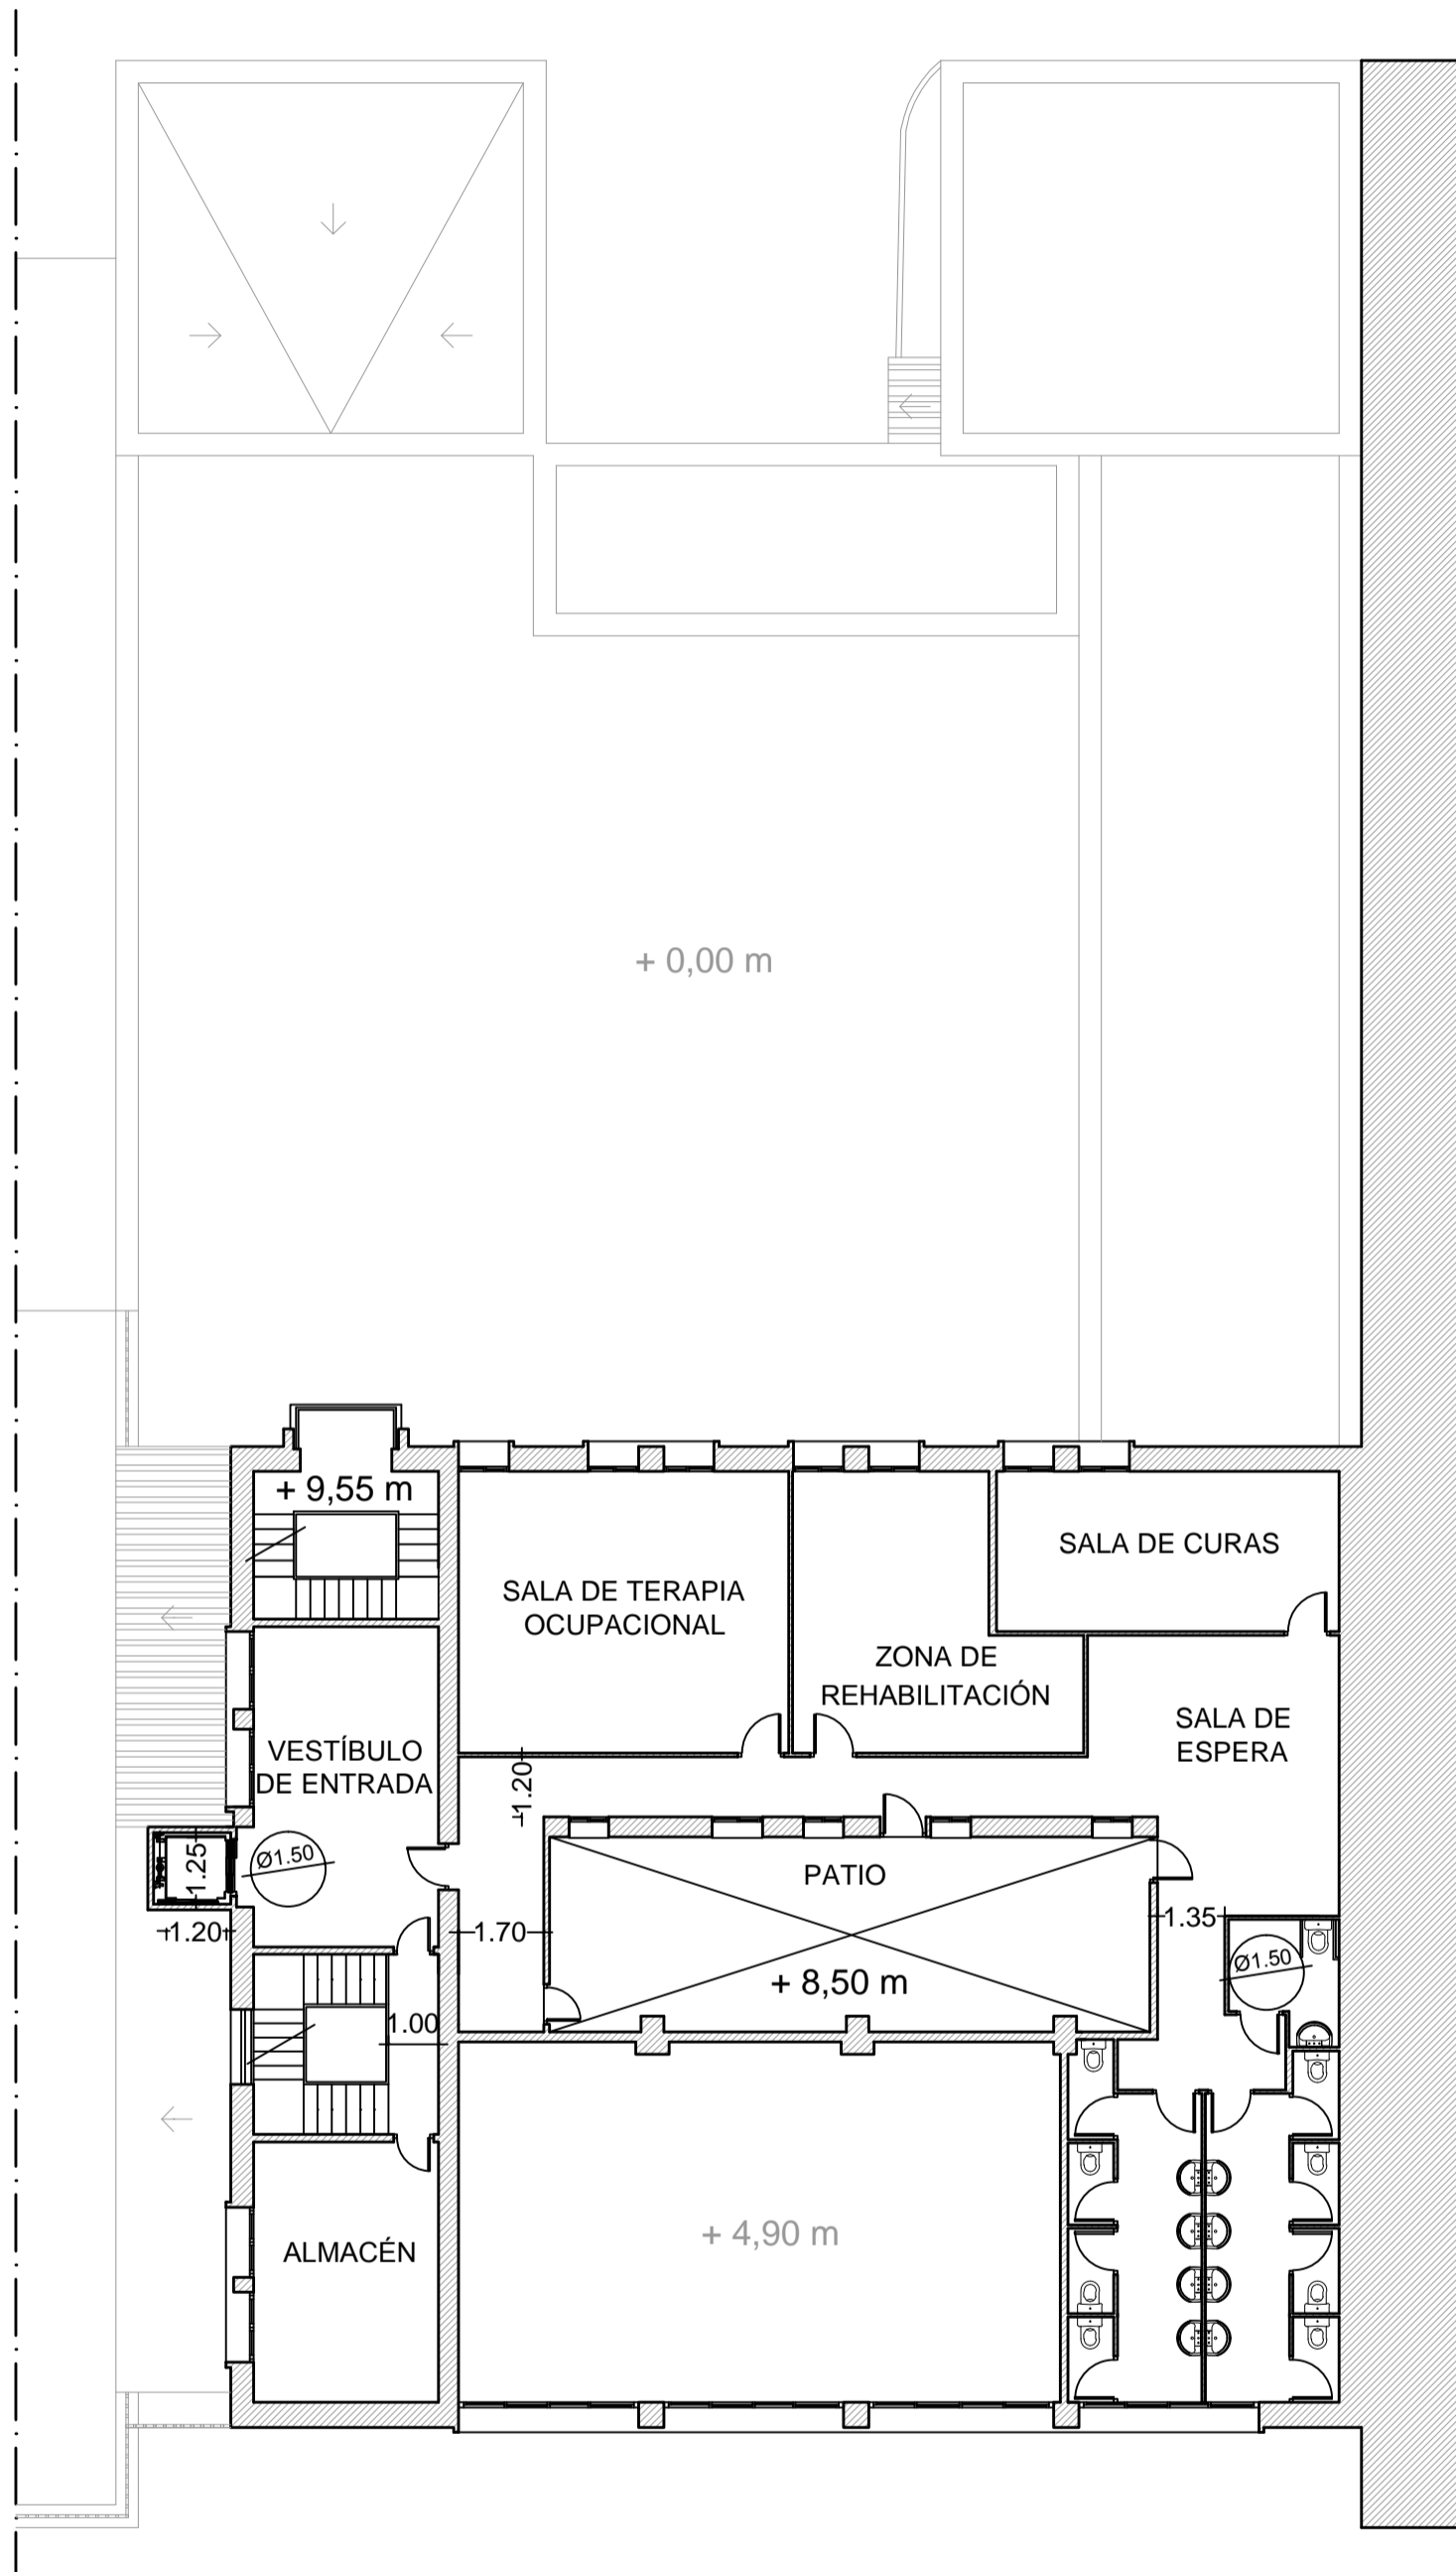 + 0,00 m
+ 9,55 m
SALA DE CURAS
SALA DE TERAPIA
OCUPACIONAL
ZONA DE
REHABILITACIÓN
SALA DE
ESPERA
VESTÍBULO
DE ENTRADA
1.20
1.25
Ø1.50
PATIO
1.20
1.70
1.35
Ø1.50
+ 8,50 m
1.00
+ 4,90 m
ALMACÉN